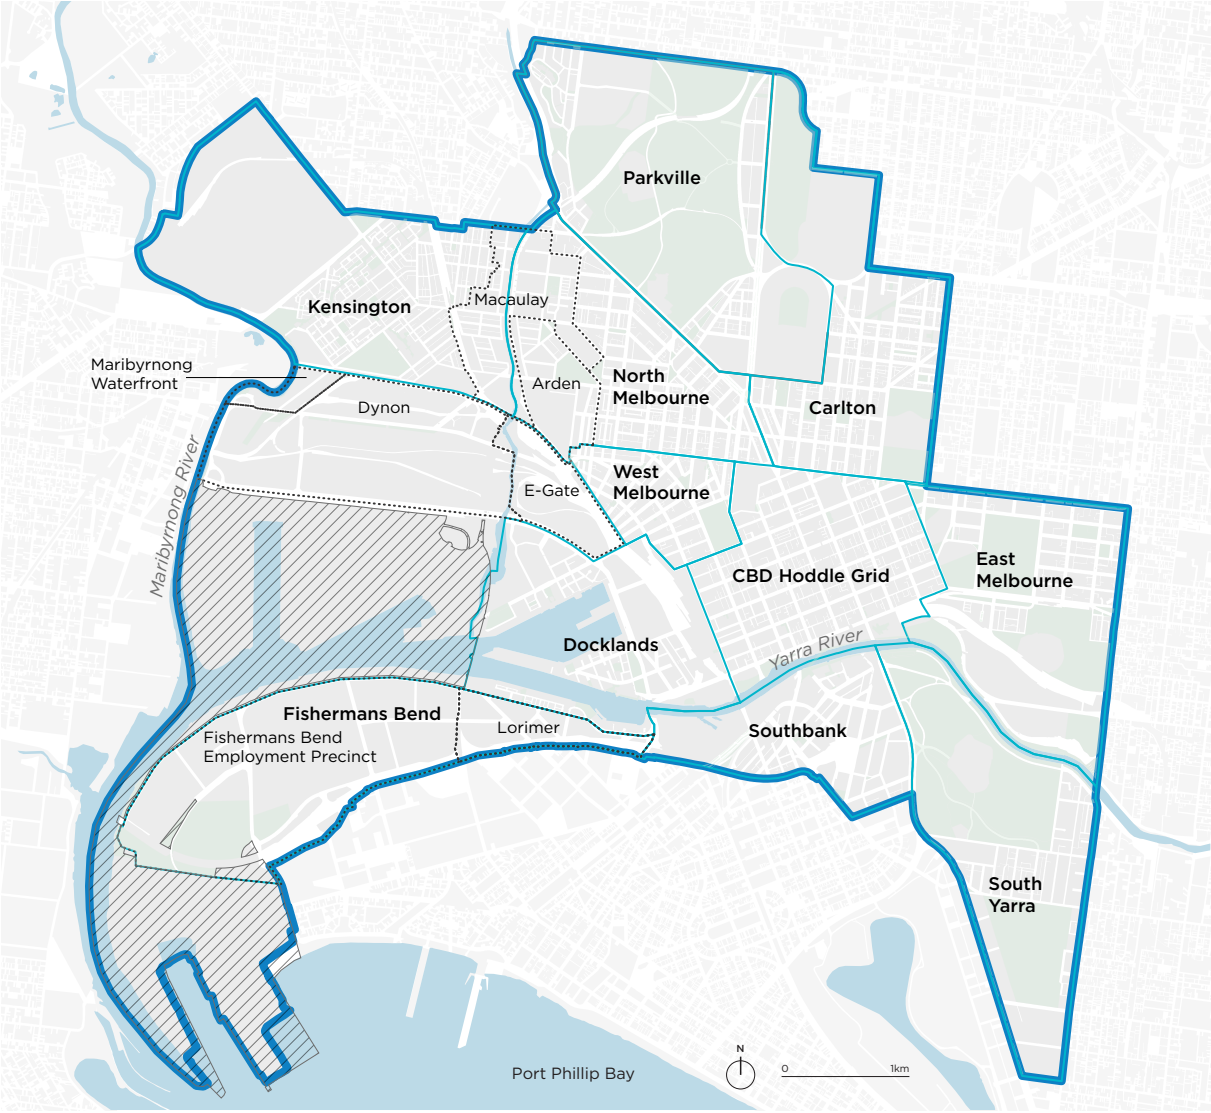 Parkville
Kensington
Macaulay
Maribyrnong
Waterfront
Arden
North
Melbourne
Dynon
Carlton
Maribyrnong River
West
Melbourne
E-Gate
East
Melbourne
CBD Hoddle Grid
Docklands
Yarra River
Fishermans Bend
Fishermans Bend
Employment Precinct
Lorimer
Southbank
South
Yarra
Port Phillip Bay
N
0 1km